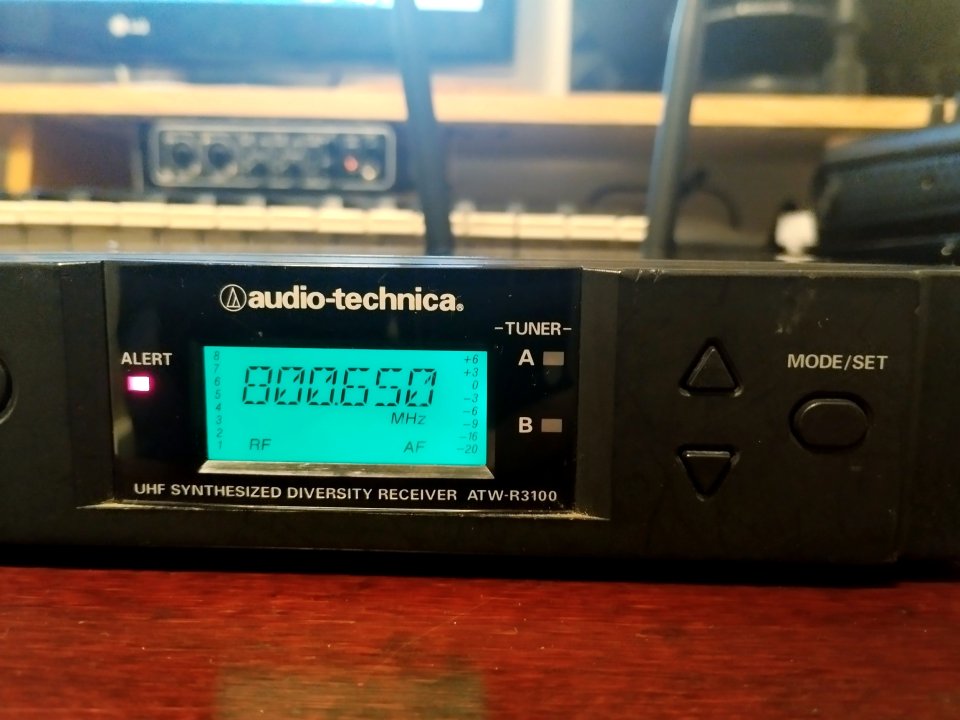 LG
audio-technica®
-TUNER-
ALERT
A
MODE/SET
8
7
6
5
4
3
2
1
800.650
MHz
RF
AF
+6
+3
0
-3
-6
-9
-16
-20
B
UHF SYNTHESIZED DIVERSITY RECEIVER ATW-R3100